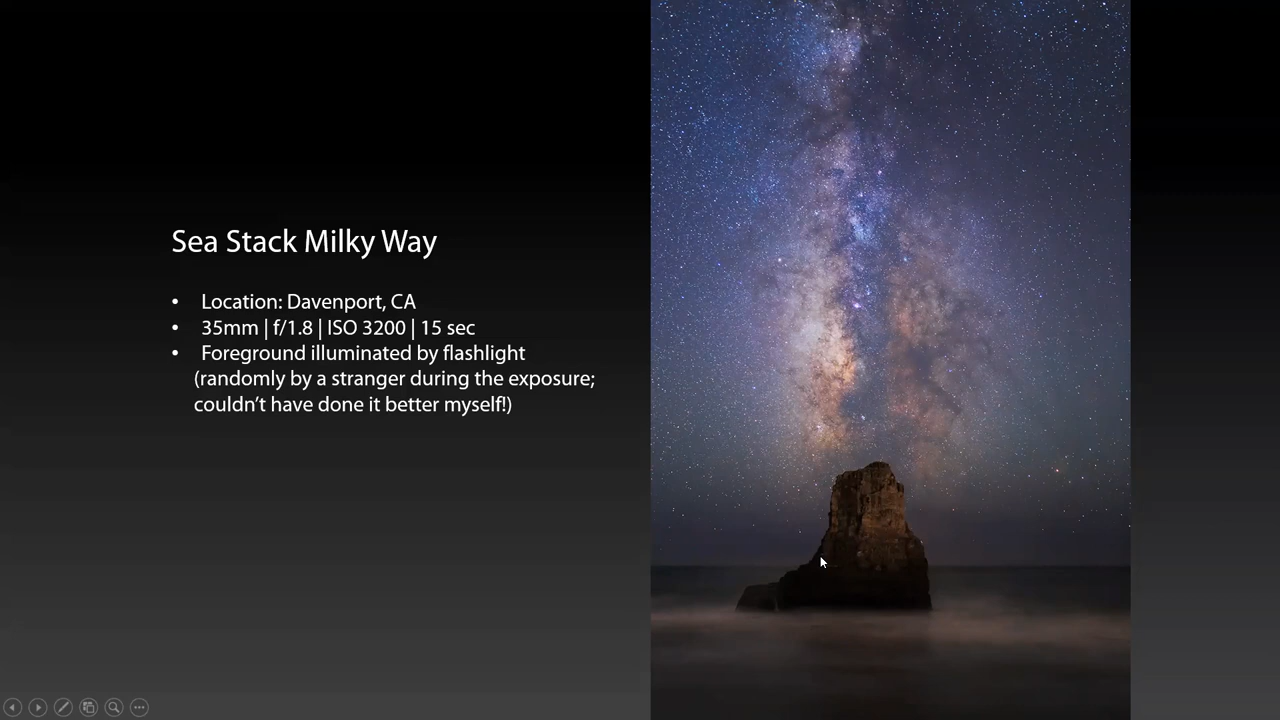 Sea Stack Milky Way
• Location: Davenport, CA
• 35mm | f/1.8 | ISO 3200 | 15 sec
• Foreground illuminated by flashlight
(randomly by a stranger during the exposure;
couldn’t have done it better myself!)